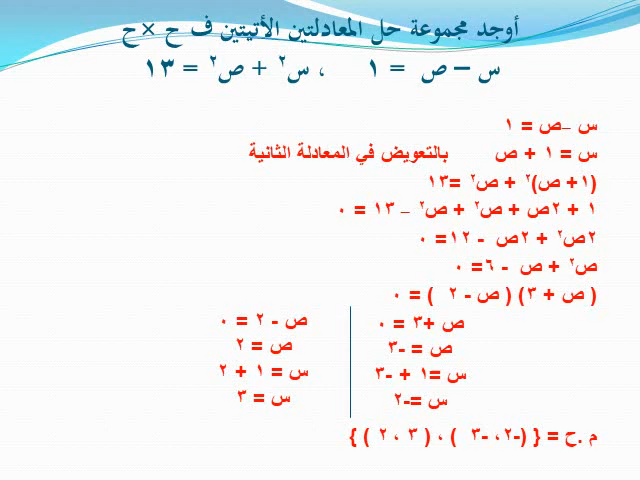 أوجد مجموعة حل المعادلتين الأتيتين ف ح × ح
س – ص = ١ ، س٢ + ص٢ = ١٣
س –ص = ١
س = ١ + ص بالتعويض في المعادلة الثانية
(١+ ص)٢ + ص٢ =١٣
١ + ٢ص + ص٢ + ص٢ – ١٣ = ٠
٢ص٢ + ٢ص - ١٢= ٠
ص٢ + ص - ٦= ٠
( ص + ٣) ( ص - ٢ ) = ٠
ص +٣ = ٠
ص = -٣
س =١ + -٣
س =-٢
ص - ٢ = ٠
ص = ٢
س = ١ + ٢
س = ٣
م .ح = { (-٢، -٣ ) ، ( ٣ ، ٢ ) }